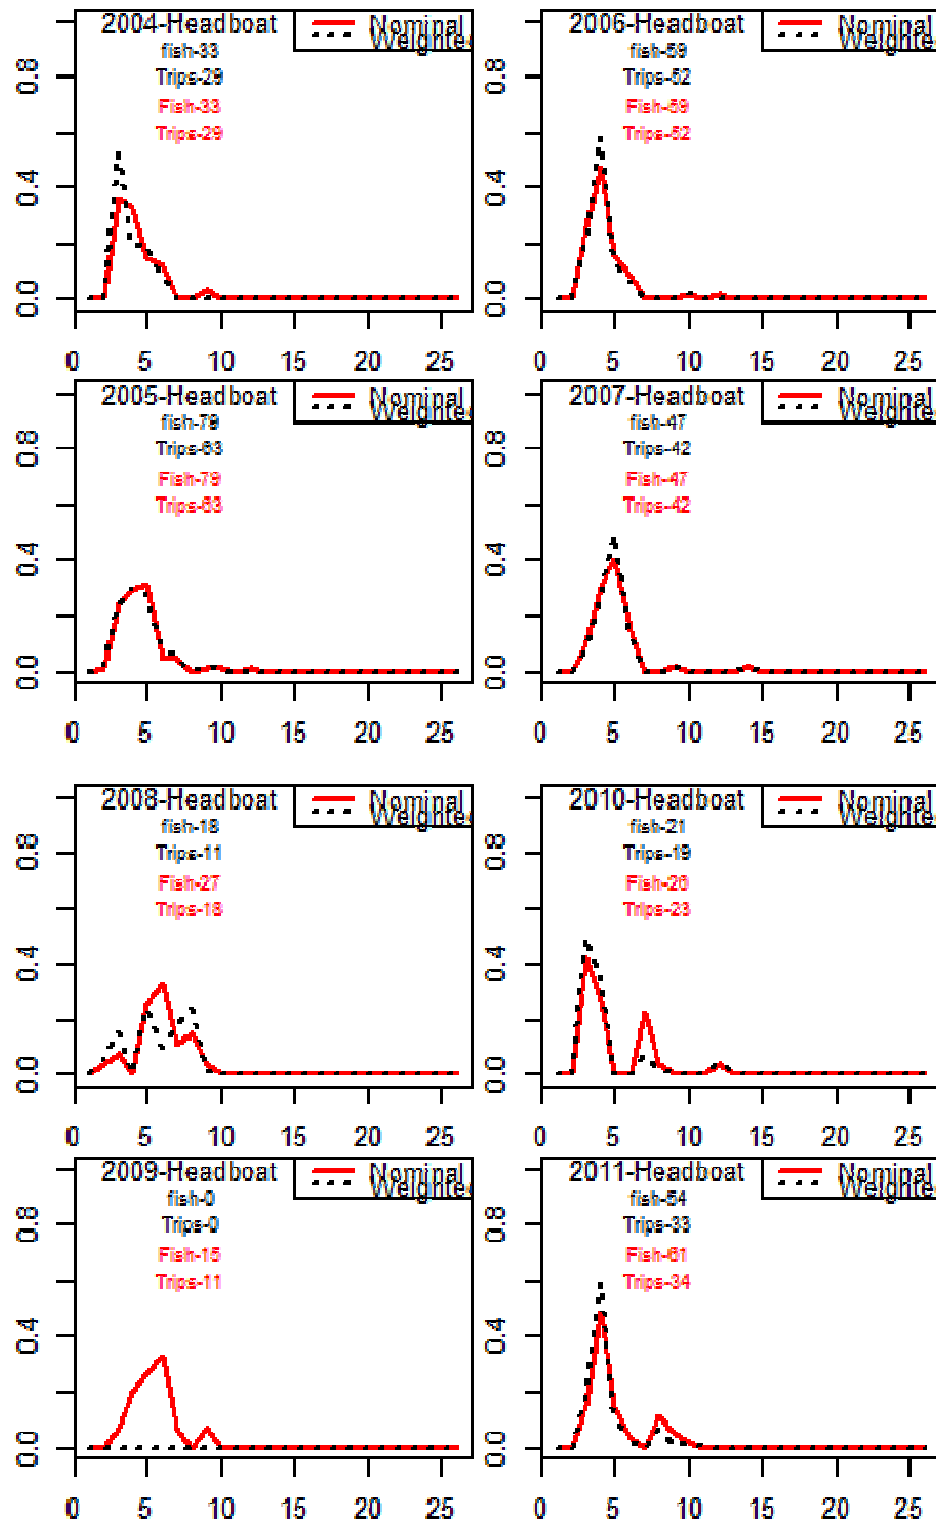 2004-Headboat
Nominal
Weighted
fish-33
Trips-29
Fish-33
Trips-29
0.8
0.4
0.0
0 5 10 15 20 25
2006-Headboat
Nominal
Weighted
fish-59
Trips-52
Fish-59
Trips-52
0.8
0.4
0.0
0 5 10 15 20 25
2005-Headboat
Nominal
Weighted
fish-79
Trips-63
Fish-79
Trips-63
0.8
0.4
0.0
0 5 10 15 20 25
2007-Headboat
Nominal
Weighted
fish-47
Trips-42
Fish-47
Trips-42
0.8
0.4
0.0
0 5 10 15 20 25
2008-Headboat
Nominal
Weighted
fish-18
Trips-11
Fish-27
Trips-18
0.8
0.4
0.0
0 5 10 15 20 25
2010-Headboat
Nominal
Weighted
fish-21
Trips-19
Fish-26
Trips-23
0.8
0.4
0.0
0 5 10 15 20 25
2009-Headboat
Nominal
Weighted
fish-0
Trips-0
Fish-15
Trips-11
0.8
0.4
0.0
0 5 10 15 20 25
2011-Headboat
Nominal
Weighted
fish-54
Trips-33
Fish-61
Trips-34
0.8
0.4
0.0
0 5 10 15 20 25